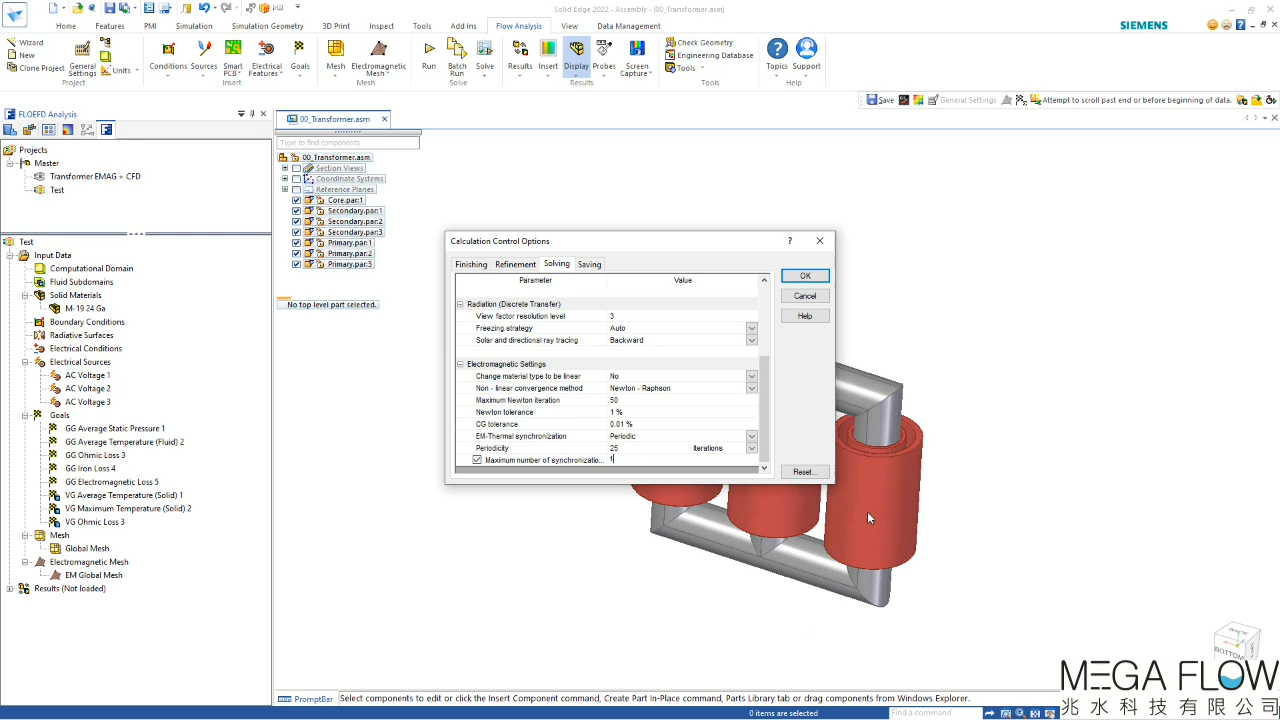 Solid Edge 2022 - Assembly - [00_Transformer.asm]
Home
Features
PMI
Simulation
Simulation Geometry
3D Print
Inspect
Tools
Add Ins
Flow Analysis
View
Data Management
SIEMENS
Wizard
New
Clone Project
General Settings
Units
Project
Conditions
Sources
Smart PCB
Electrical Features
Goals
Insert
Mesh
Electromagnetic Mesh
Mesh
Run
Batch Run
Solve
Solve
Results
Insert
Display
Probes
Screen Capture
Results
Check Geometry
Engineering Database
Tools
Tools
Topics
Support
Help
Save
General Settings
Attempt to scroll past end or before beginning of data.
FLOEFD Analysis
Projects
Master
Transformer EMAG + CFD
Test
Test
Input Data
Computational Domain
Fluid Subdomains
Solid Materials
M-19 24 Ga
Boundary Conditions
Radiative Surfaces
Electrical Conditions
Electrical Sources
AC Voltage 1
AC Voltage 2
AC Voltage 3
Goals
GG Average Static Pressure 1
GG Average Temperature (Fluid) 2
GG Ohmic Loss 3
GG Iron Loss 4
GG Electromagnetic Loss 5
VG Average Temperature (Solid) 1
VG Maximum Temperature (Solid) 2
VG Ohmic Loss 3
Mesh
Global Mesh
Electromagnetic Mesh
EM Global Mesh
Results (Not loaded)
00_Transformer.asm
Type to find components
00_Transformer.asm
Section Views
Coordinate Systems
Reference Planes
Core.par:1
Secondary.par:1
Secondary.par:2
Secondary.par:3
Primary.par:1
Primary.par:2
Primary.par:3
No top level part selected.
Calculation Control Options
Finishing
Refinement
Solving
Saving
Parameter Value
Radiation (Discrete Transfer)
View factor resolution level 3
Freezing strategy Auto
Solar and directional ray tracing Backward
Electromagnetic Settings
Change material type to be linear No
Non - linear convergence method Newton - Raphson
Maximum Newton iteration 50
Newton tolerance 1 %
CG tolerance 0.01 %
EM-Thermal synchronization Periodic
Periodicity 25 Iterations
Maximum number of synchronizatio... 1
OK
Cancel
Help
Reset...
BACK
BOTTOM
MEGA FLOW
兆水科技有限公司
PromptBar
Select components to edit or click the Insert Component command, Create Part In-Place command, Parts Library tab or drag components from Windows Explorer.
0 items are selected
Find a command